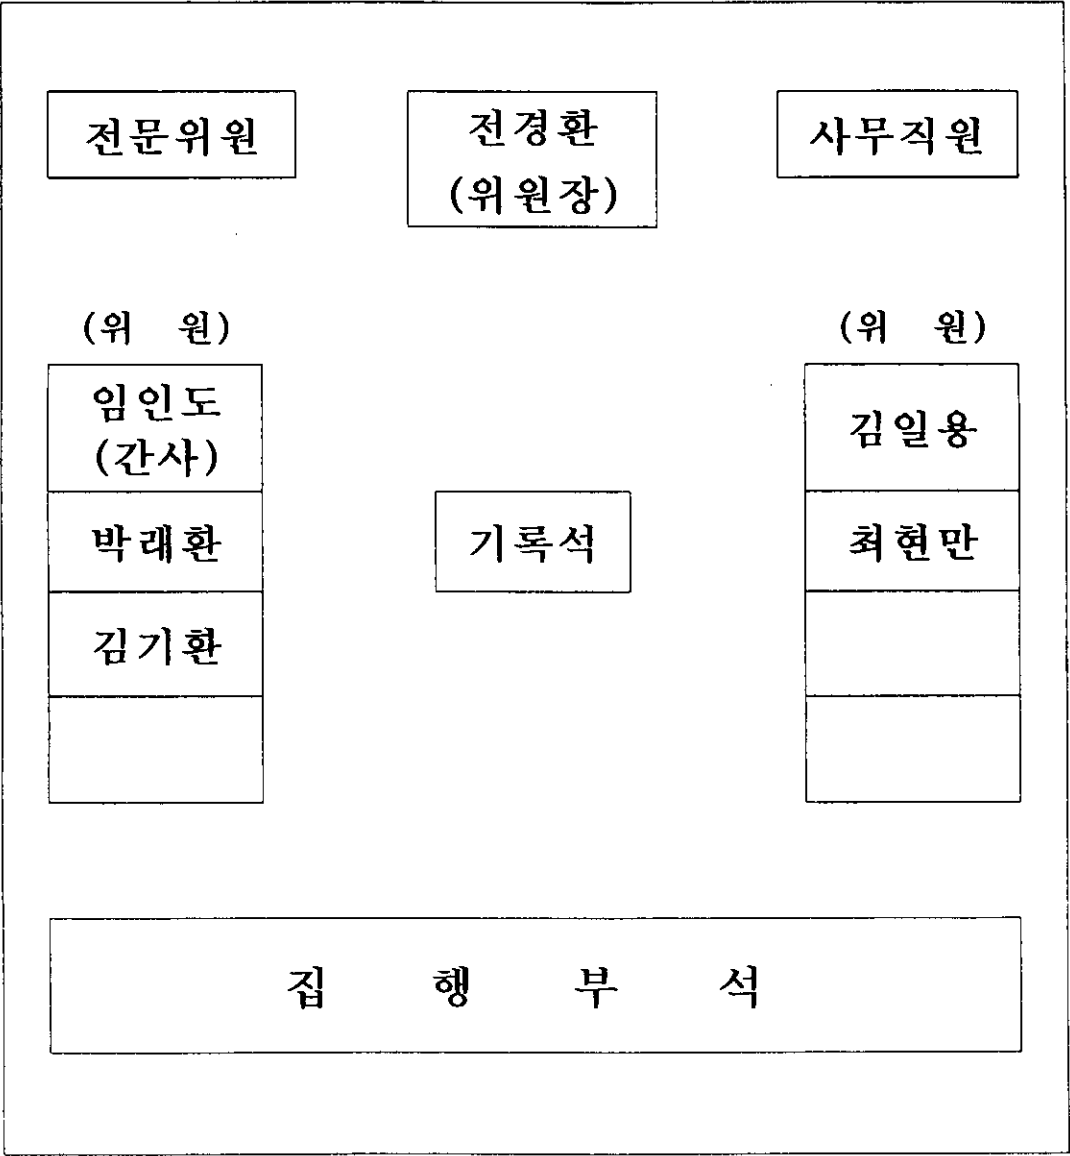 전문위원
전경환
(위원장)
사무직원
(위 원)
(위 원)
임인도
(간사)
김일용
박래환
기록석
최현만
김기환
집 행 부 석